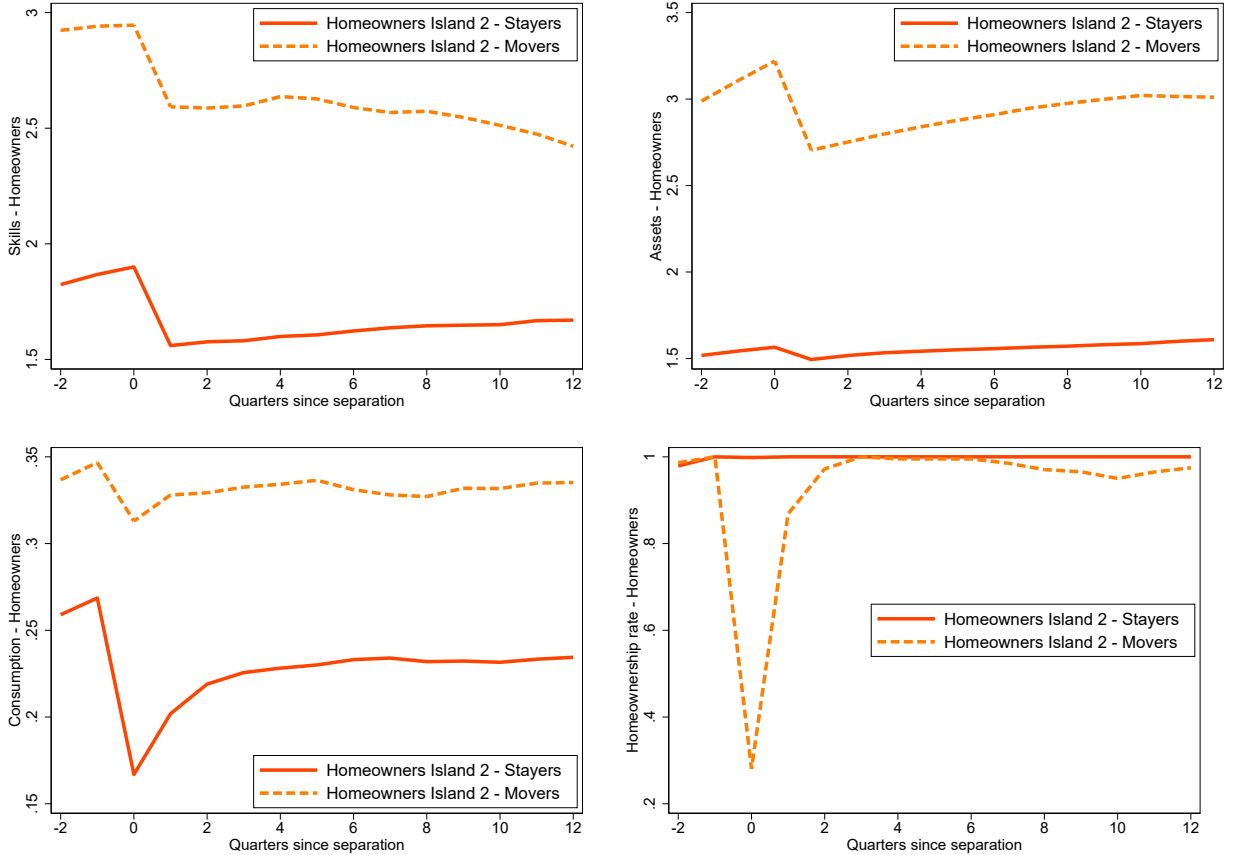 Homeowners Island 2 - Stayers
Homeowners Island 2 - Movers
Skills - Homeowners
3
2.5
2
1.5
-2 0 2 4 6 8 10 12
Quarters since separation
Homeowners Island 2 - Stayers
Homeowners Island 2 - Movers
Assets - Homeowners
3.5
3
2.5
2
1.5
-2 0 2 4 6 8 10 12
Quarters since separation
Consumption - Homeowners
.35
.3
.25
.2
.15
Homeowners Island 2 - Stayers
Homeowners Island 2 - Movers
-2 0 2 4 6 8 10 12
Quarters since separation
Homeownership rate - Homeowners
1
.8
.6
.4
.2
Homeowners Island 2 - Stayers
Homeowners Island 2 - Movers
-2 0 2 4 6 8 10 12
Quarters since separation